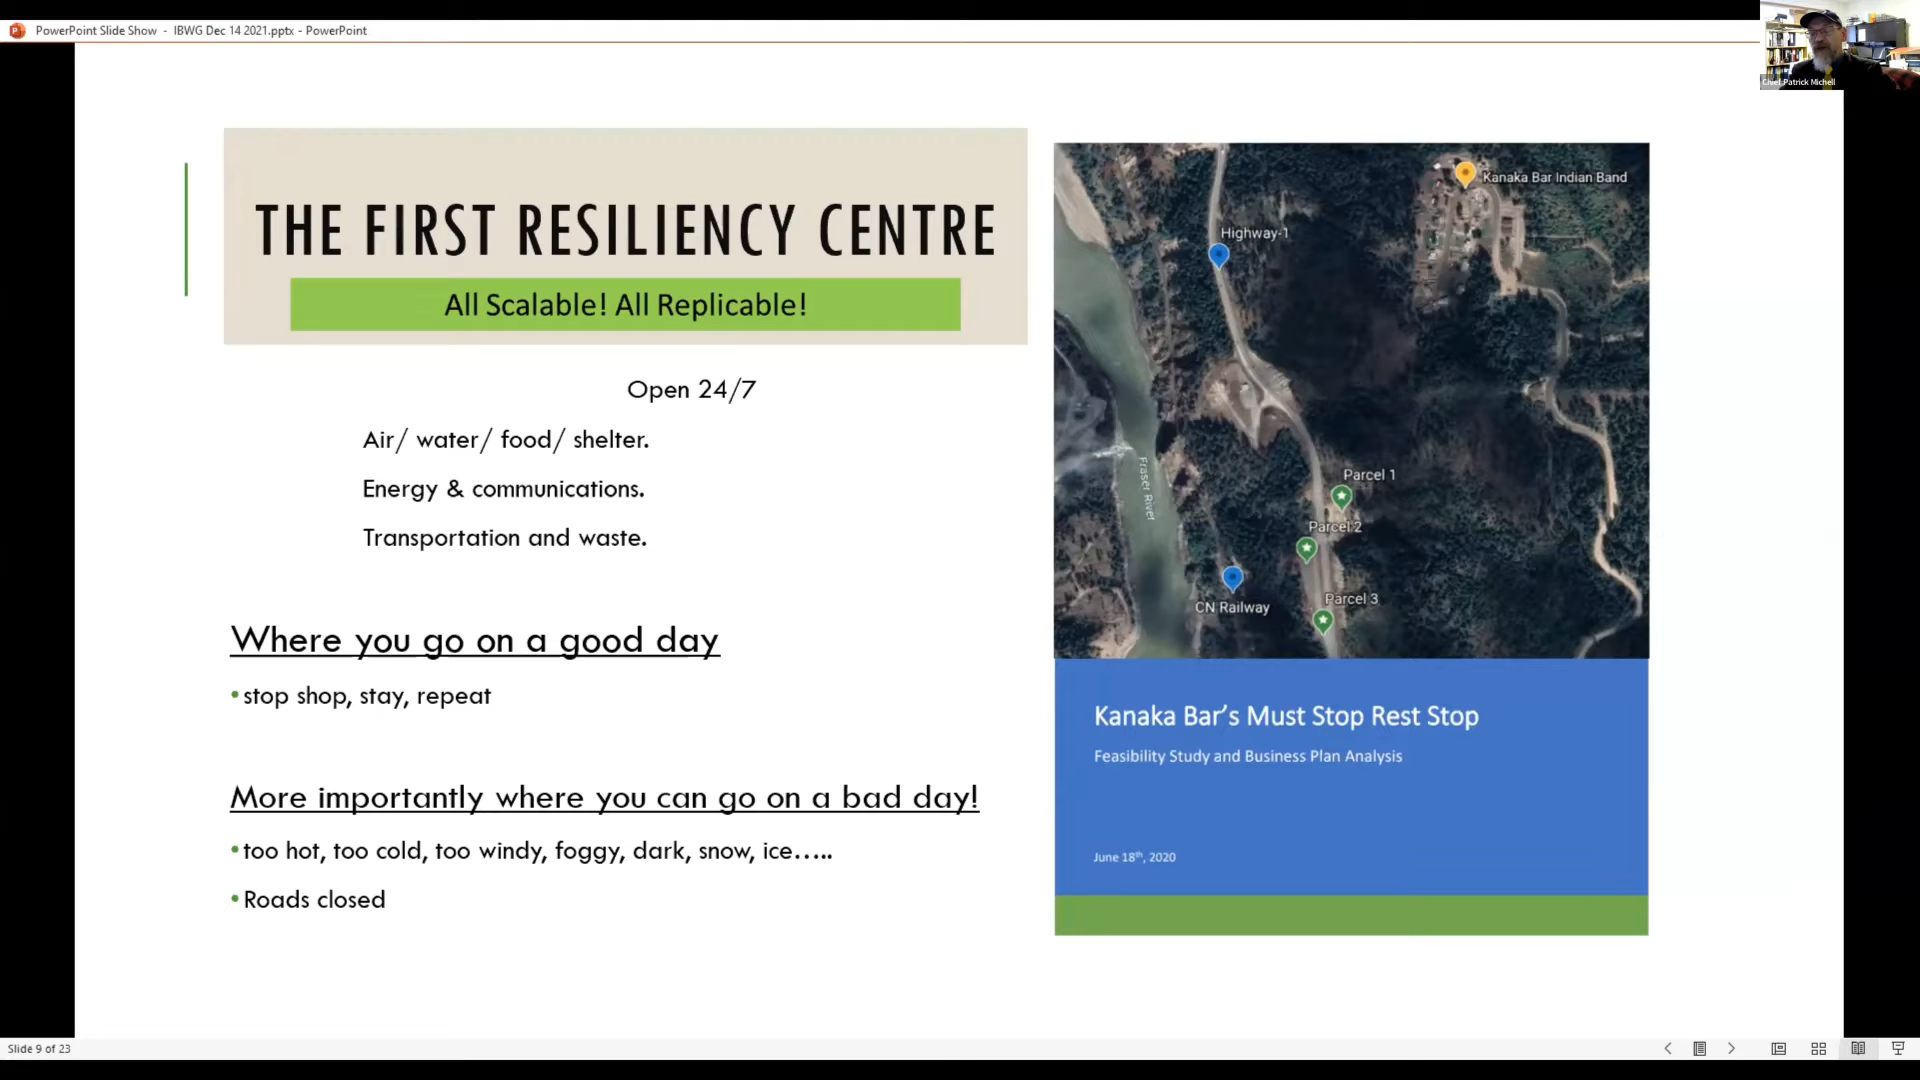 PowerPoint Slide Show - IBWG Dec 14 2021.pptx - PowerPoint
Chief Patrick Michell
THE FIRST RESILIENCY CENTRE
All Scalable! All Replicable!
Open 24/7
Air/ water/ food/ shelter.
Energy & communications.
Transportation and waste.
Where you go on a good day
• stop shop, stay, repeat
More importantly where you can go on a bad day!
• too hot, too cold, too windy, foggy, dark, snow, ice…..
• Roads closed
Kanaka Bar Indian Band
Highway-1
Parcel 1
Fraser River
Parcel 2
Parcel 3
CN Railway
Kanaka Bar’s Must Stop Rest Stop
Feasibility Study and Business Plan Analysis
June 18th, 2020
Slide 9 of 23